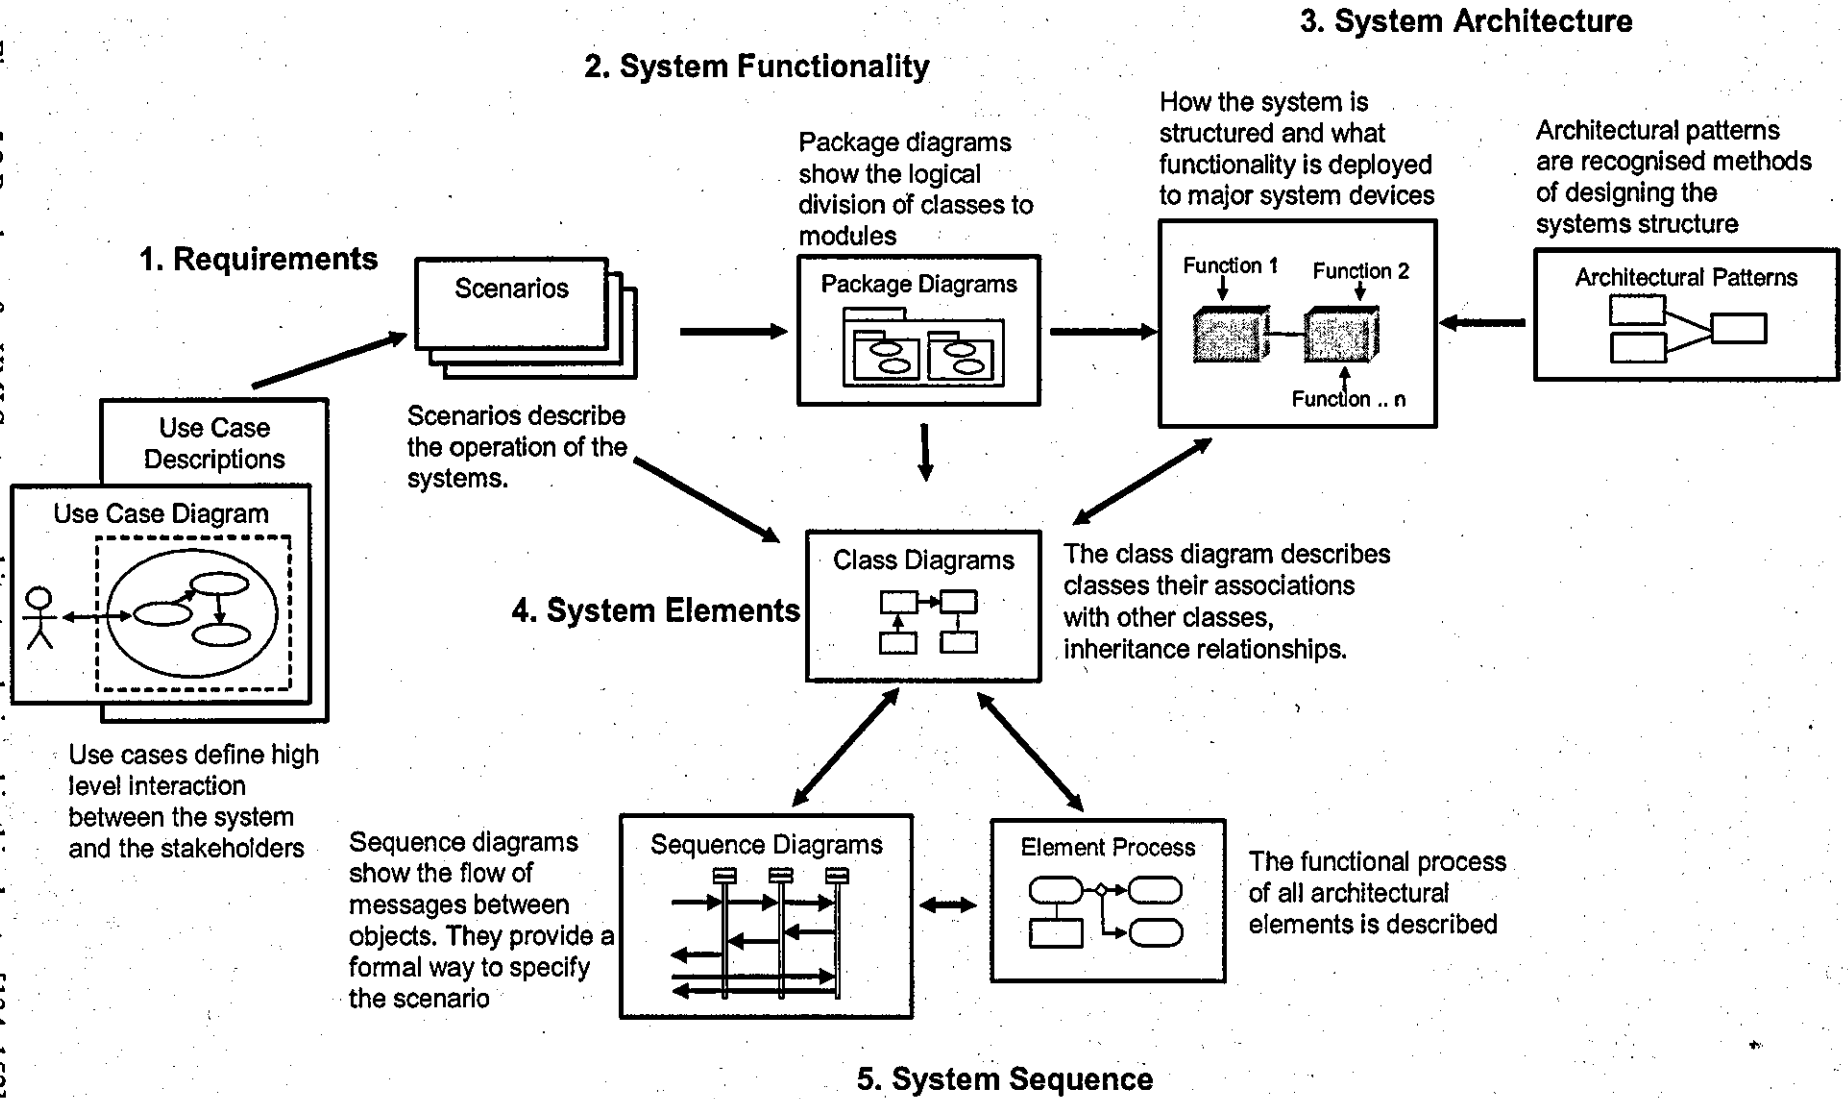 3. System Architecture
2. System Functionality
How the system is
structured and what
functionality is deployed
to major system devices
Architectural patterns
are recognised methods
of designing the
systems structure
Package diagrams
show the logical
division of classes to
modules
1. Requirements
Scenarios
Package Diagrams
Function 1
Function 2
Function .. n
Architectural Patterns
Scenarios describe
the operation of the
systems.
Use Case
Descriptions
Use Case Diagram
Class Diagrams
The class diagram describes
classes their associations
with other classes,
inheritance relationships.
4. System Elements
Use cases define high
level interaction
between the system
and the stakeholders
Sequence diagrams
show the flow of
messages between
objects. They provide a
formal way to specify
the scenario
Sequence Diagrams
Element Process
The functional process
of all architectural
elements is described
5. System Sequence